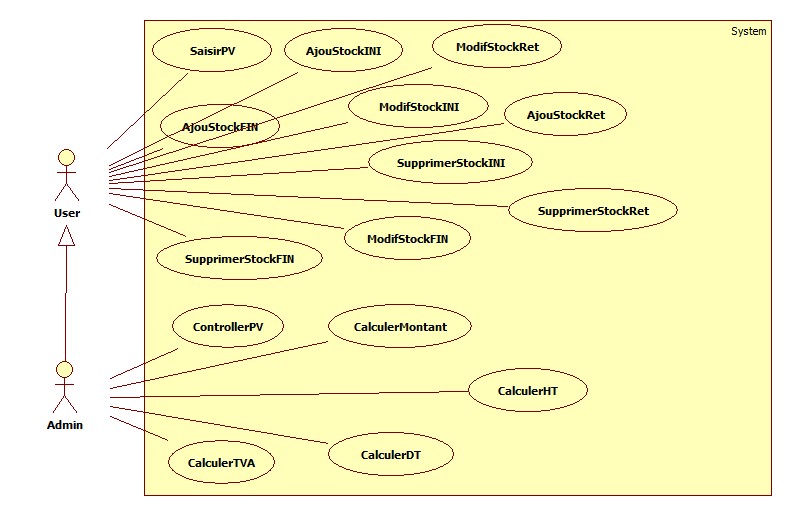 System
SaisirPV
AjouStockINI
ModifStockRet
ModifStockINI
AjouStockRet
AjouStockFIN
SupprimerStockINI
User
SupprimerStockRet
ModifStockFIN
SupprimerStockFIN
ControllerPV
CalculerMontant
CalculerHT
Admin
CalculerDT
CalculerTVA